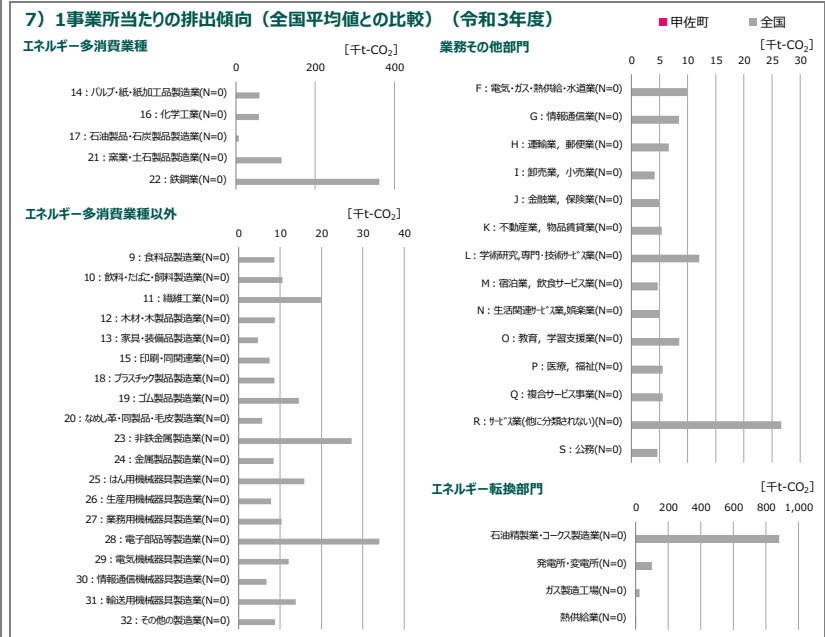 7）1事業所当たりの排出傾向（全国平均値との比較）（令和3年度）
■甲佐町 ■全国
エネルギー多消費業種
[千t-CO₂]
0 200 400
14：パルプ・紙・紙加工品製造業(N=0)
16：化学工業(N=0)
17：石油製品・石炭製品製造業(N=0)
21：窯業・土石製品製造業(N=0)
22：鉄鋼業(N=0)
エネルギー多消費業種以外
[千t-CO₂]
0 10 20 30 40
9：食料品製造業(N=0)
10：飲料・たばこ・飼料製造業(N=0)
11：繊維工業(N=0)
12：木材・木製品製造業(N=0)
13：家具・装備品製造業(N=0)
15：印刷・同関連業(N=0)
18：プラスチック製品製造業(N=0)
19：ゴム製品製造業(N=0)
20：なめし革・同製品・毛皮製造業(N=0)
23：非鉄金属製造業(N=0)
24：金属製品製造業(N=0)
25：はん用機械器具製造業(N=0)
26：生産用機械器具製造業(N=0)
27：業務用機械器具製造業(N=0)
28：電子部品等製造業(N=0)
29：電気機械器具製造業(N=0)
30：情報通信機械器具製造業(N=0)
31：輸送用機械器具製造業(N=0)
32：その他の製造業(N=0)
業務その他部門
[千t-CO₂]
0 5 10 15 20 25 30
F：電気・ガス・熱供給・水道業(N=0)
G：情報通信業(N=0)
H：運輸業，郵便業(N=0)
I：卸売業，小売業(N=0)
J：金融業，保険業(N=0)
K：不動産業，物品賃貸業(N=0)
L：学術研究,専門・技術サービス業(N=0)
M：宿泊業，飲食サービス業(N=0)
N：生活関連サービス業,娯楽業(N=0)
O：教育，学習支援業(N=0)
P：医療，福祉(N=0)
Q：複合サービス事業(N=0)
R：サービス業(他に分類されない)(N=0)
S：公務(N=0)
エネルギー転換部門
[千t-CO₂]
0 200 400 600 800 1,000
石油精製業・コークス製造業(N=0)
発電所・変電所(N=0)
ガス製造工場(N=0)
熱供給業(N=0)